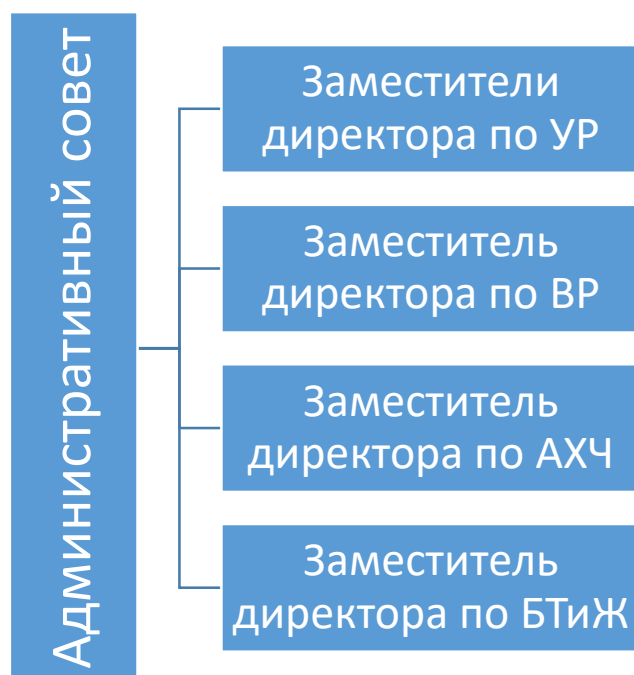 Административный совет
Заместители
директора по УР
Заместитель
директора по ВР
Заместитель
директора по АХЧ
Заместитель
директора по БТиЖ